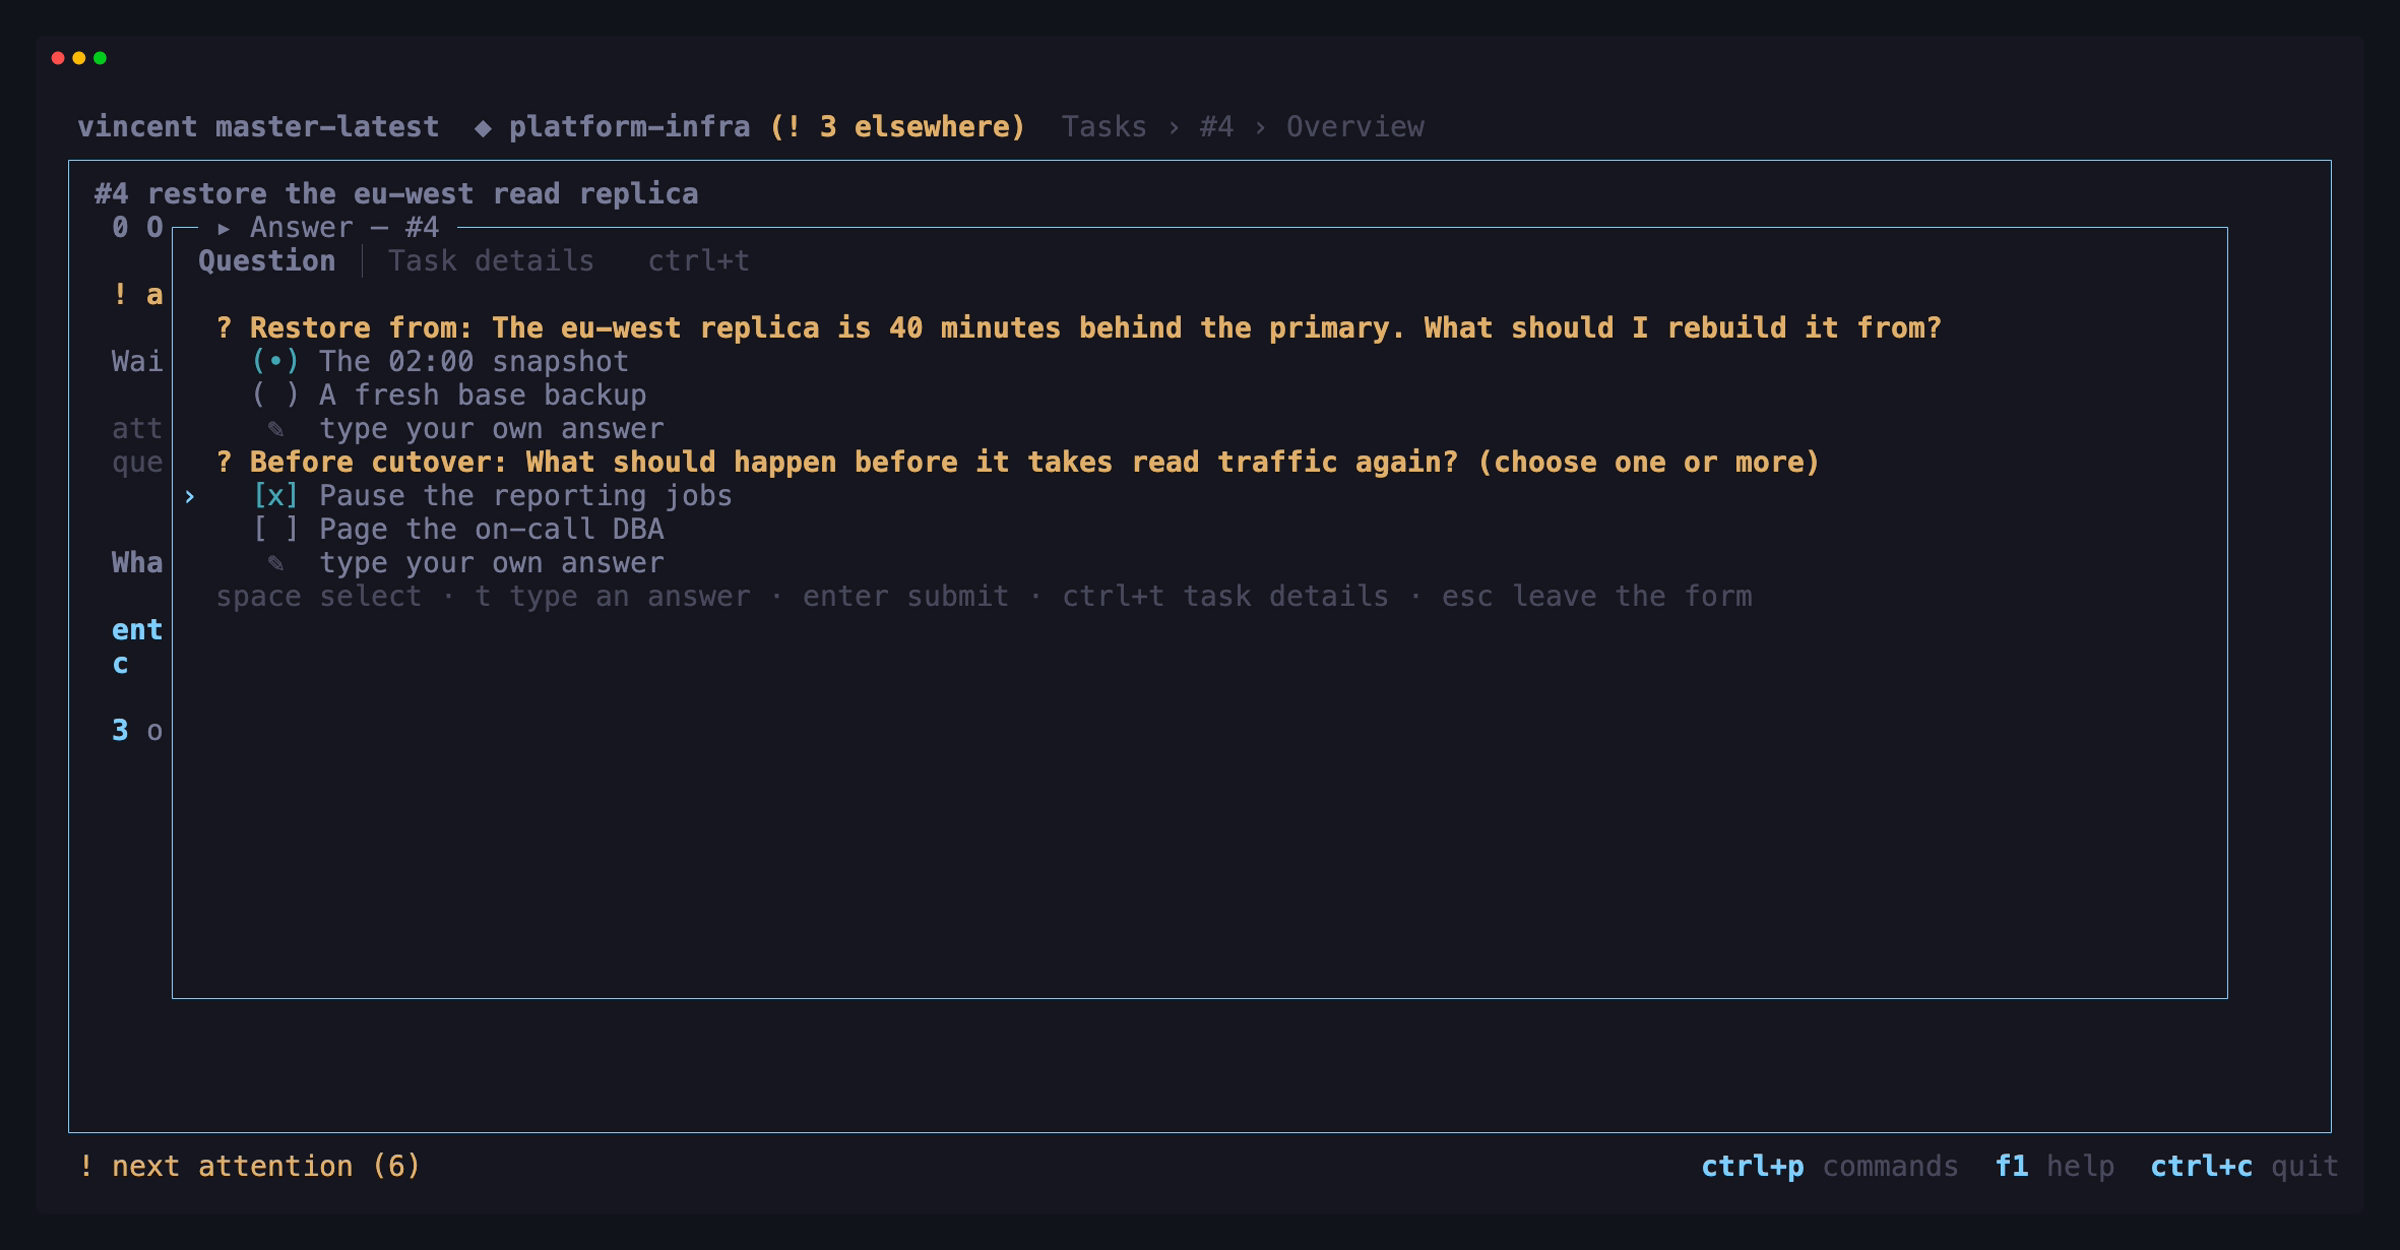 vincent master-latest ◆ platform-infra (! 3 elsewhere) Tasks › #4 › Overview
#4 restore the eu-west read replica
0 O
▸ Answer — #4
Question │ Task details ctrl+t
! a
? Restore from: The eu-west replica is 40 minutes behind the primary. What should I rebuild it from?
Wai
(•) The 02:00 snapshot
( ) A fresh base backup
att
✎ type your own answer
que
? Before cutover: What should happen before it takes read traffic again? (choose one or more)
› [x] Pause the reporting jobs
[ ] Page the on-call DBA
Wha
✎ type your own answer
space select · t type an answer · enter submit · ctrl+t task details · esc leave the form
ent
c
3 o
! next attention (6)
ctrl+p commands f1 help ctrl+c quit